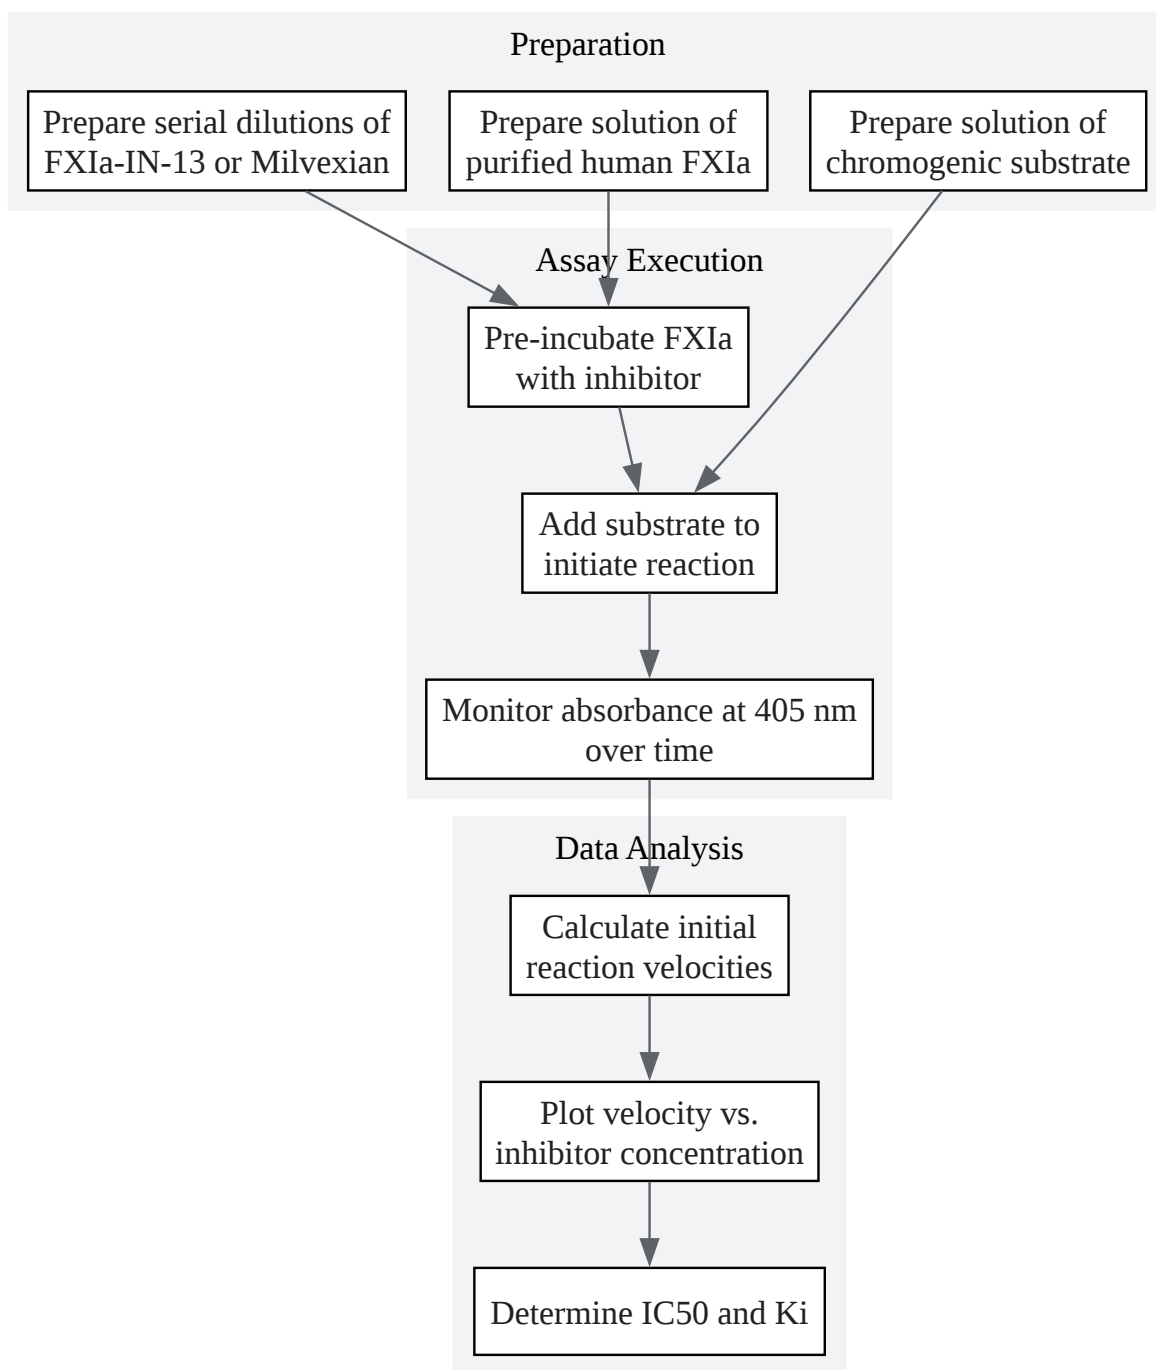 Preparation
Prepare serial dilutions of
FXIa-IN-13 or Milvexian
Prepare solution of
purified human FXIa
Prepare solution of
chromogenic substrate
Assay Execution
Pre-incubate FXIa
with inhibitor
Add substrate to
initiate reaction
Monitor absorbance at 405 nm
over time
Data Analysis
Calculate initial
reaction velocities
Plot velocity vs.
inhibitor concentration
Determine IC50 and Ki